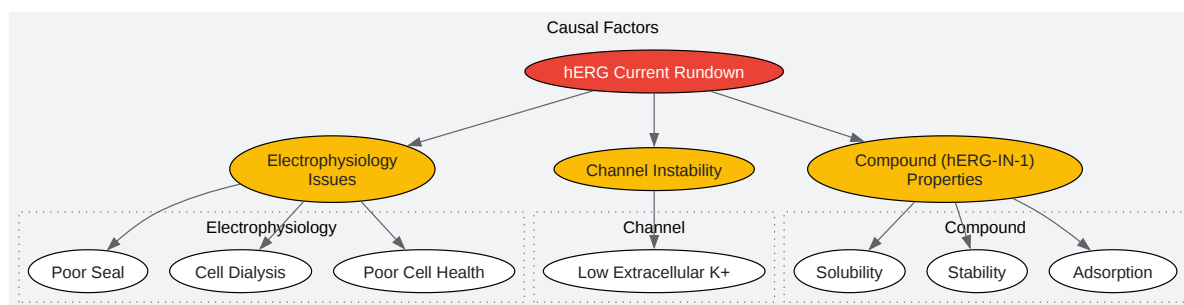 Causal Factors
hERG Current Rundown
Electrophysiology
Issues
Channel Instability
Compound (hERG-IN-1)
Properties
Electrophysiology
Channel
Compound
Poor Seal
Cell Dialysis
Poor Cell Health
Low Extracellular K+
Solubility
Stability
Adsorption